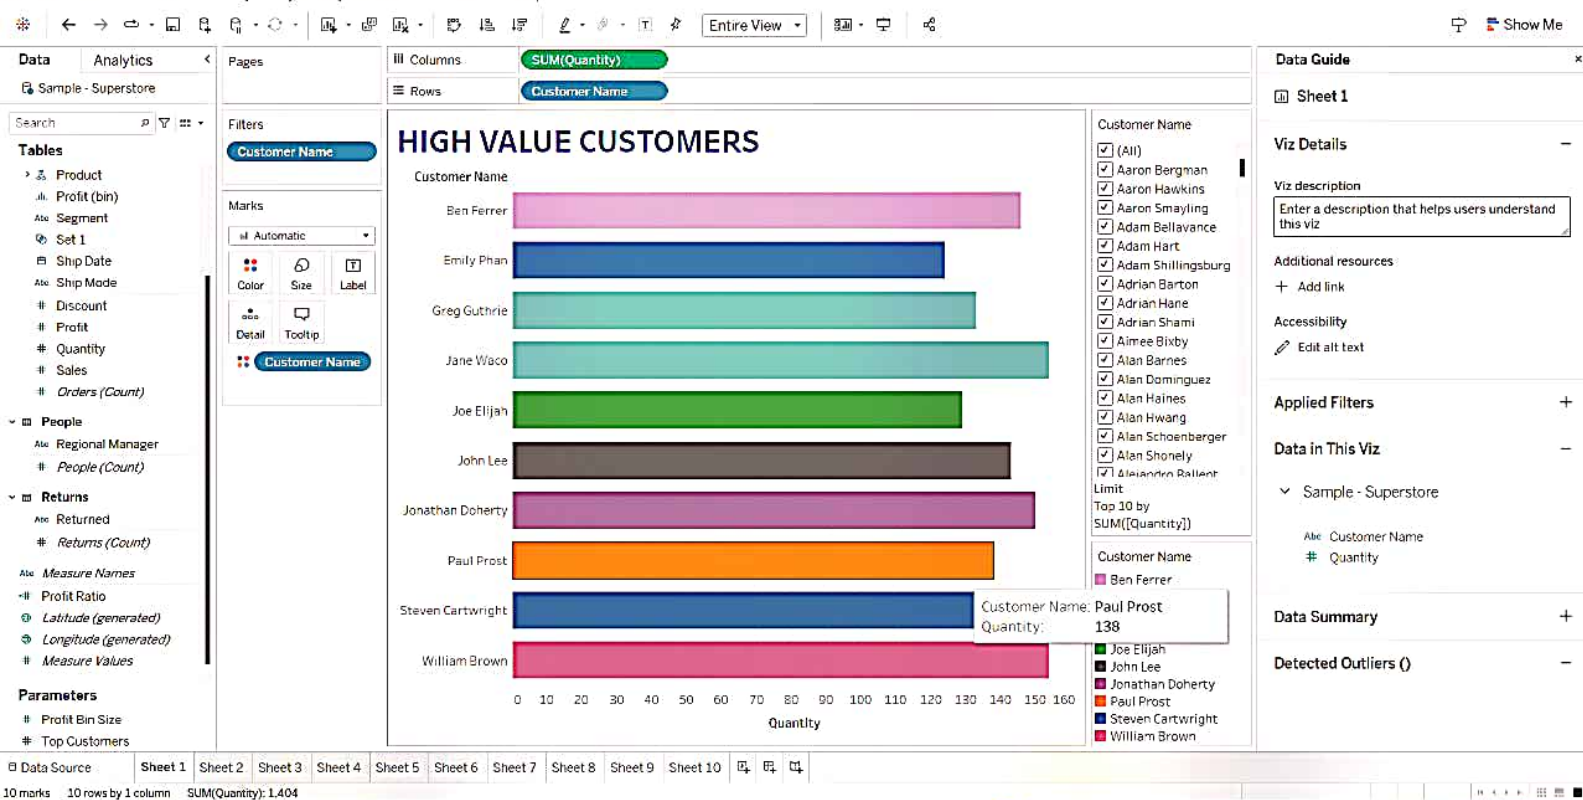 Entire View
Show Me
Data
Analytics
Sample - Superstore
Search
Tables
Product
Profit (bin)
Abc Segment
Set 1
Ship Date
Abc Ship Mode
# Discount
# Profit
# Quantity
# Sales
# Orders (Count)
People
Abc Regional Manager
# People (Count)
Returns
Abc Returned
# Returns (Count)
Abc Measure Names
Profit Ratio
Latitude (generated)
Longitude (generated)
# Measure Values
Parameters
# Profit Bin Size
# Top Customers
Pages
Filters
Customer Name
Marks
Automatic
Color
Size
Label
Detail
Tooltip
Customer Name
Columns
SUM(Quantity)
Rows
Customer Name
HIGH VALUE CUSTOMERS
Customer Name
Ben Ferrer
Emily Phan
Greg Guthrie
Jane Waco
Joe Elijah
John Lee
Jonathan Doherty
Paul Prost
Steven Cartwright
William Brown
0 10 20 30 40 50 60 70 80 90 100 110 120 130 140 150 160
Quantity
Customer Name: Paul Prost
Quantity: 138
Customer Name
(All)
Aaron Bergman
Aaron Hawkins
Aaron Smayling
Adam Bellavance
Adam Hart
Adam Shillingsburg
Adrian Barton
Adrian Hane
Adrian Shami
Aimee Bixby
Alan Barnes
Alan Dominguez
Alan Haines
Alan Hwang
Alan Schoenberger
Alan Shonely
Alejandro Ballent
Limit
Top 10 by
SUM([Quantity])
Customer Name
Ben Ferrer
Joe Elijah
John Lee
Jonathan Doherty
Paul Prost
Steven Cartwright
William Brown
Data Guide
Sheet 1
Viz Details
Viz description
Enter a description that helps users understand
this viz
Additional resources
Add link
Accessibility
Edit alt text
Applied Filters
Data in This Viz
Sample - Superstore
Abc Customer Name
# Quantity
Data Summary
Detected Outliers ()
Data Source
Sheet 1
Sheet 2
Sheet 3
Sheet 4
Sheet 5
Sheet 6
Sheet 7
Sheet 8
Sheet 9
Sheet 10
10 marks
10 rows by 1 column
SUM(Quantity): 1,404